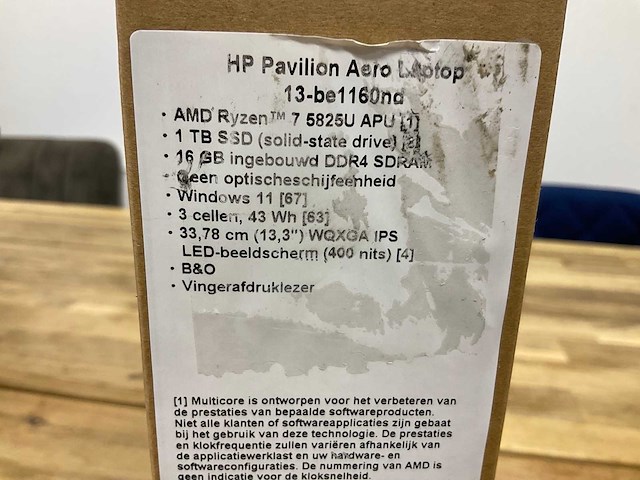 HP Pavilion Aero Laptop
13-be1160nd
• AMD Ryzen™ 7 5825U APU [1]
• 1 TB SSD (solid-state drive)
• 16 GB ingebouwd DDR4 SDRAM
Geen optischeschijfeenheid
• Windows 11 [67]
• 3 cellen, 43 Wh [63]
• 33,78 cm (13,3") WQXGA IPS
LED-beeldscherm (400 nits) [4]
• B&O
• Vingerafdruklezer
[1] Multicore is ontworpen voor het verbeteren van
de prestaties van bepaalde softwareproducten.
Niet alle klanten of softwareapplicaties zijn gebaat
bij het gebruik van deze technologie. De prestaties
en klokfrequentie zullen variëren afhankelijk van
de applicatiewerklast en uw hardware- en
softwareconfiguraties. De nummering van AMD is
geen indicatie voor de kloksnelheid.